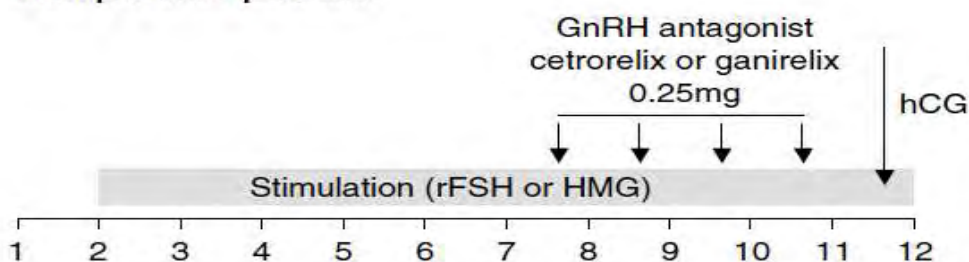 GnRH antagonist
cetrorelix or ganirelix
0.25mg
hCG
Stimulation (rFSH or HMG)
1 2 3 4 5 6 7 8 9 10 11 12